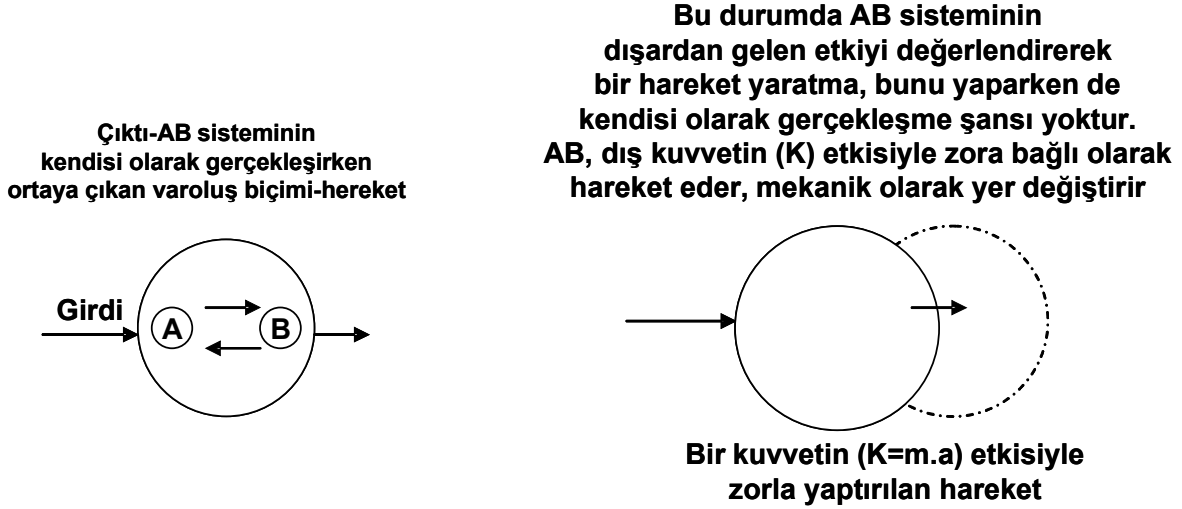 Çıktı-AB sisteminin
kendisi olarak gerçekleşirken
ortaya çıkan varoluş biçimi-hereket
Girdi
A
B
Bu durumda AB sisteminin
dışardan gelen etkiyi değerlendirerek
bir hareket yaratma, bunu yaparken de
kendisi olarak gerçekleşme şansı yoktur.
AB, dış kuvvetin (K) etkisiyle zora bağlı olarak
hareket eder, mekanik olarak yer değiştirir
Bir kuvvetin (K=m.a) etkisiyle
zorla yaptırılan hareket